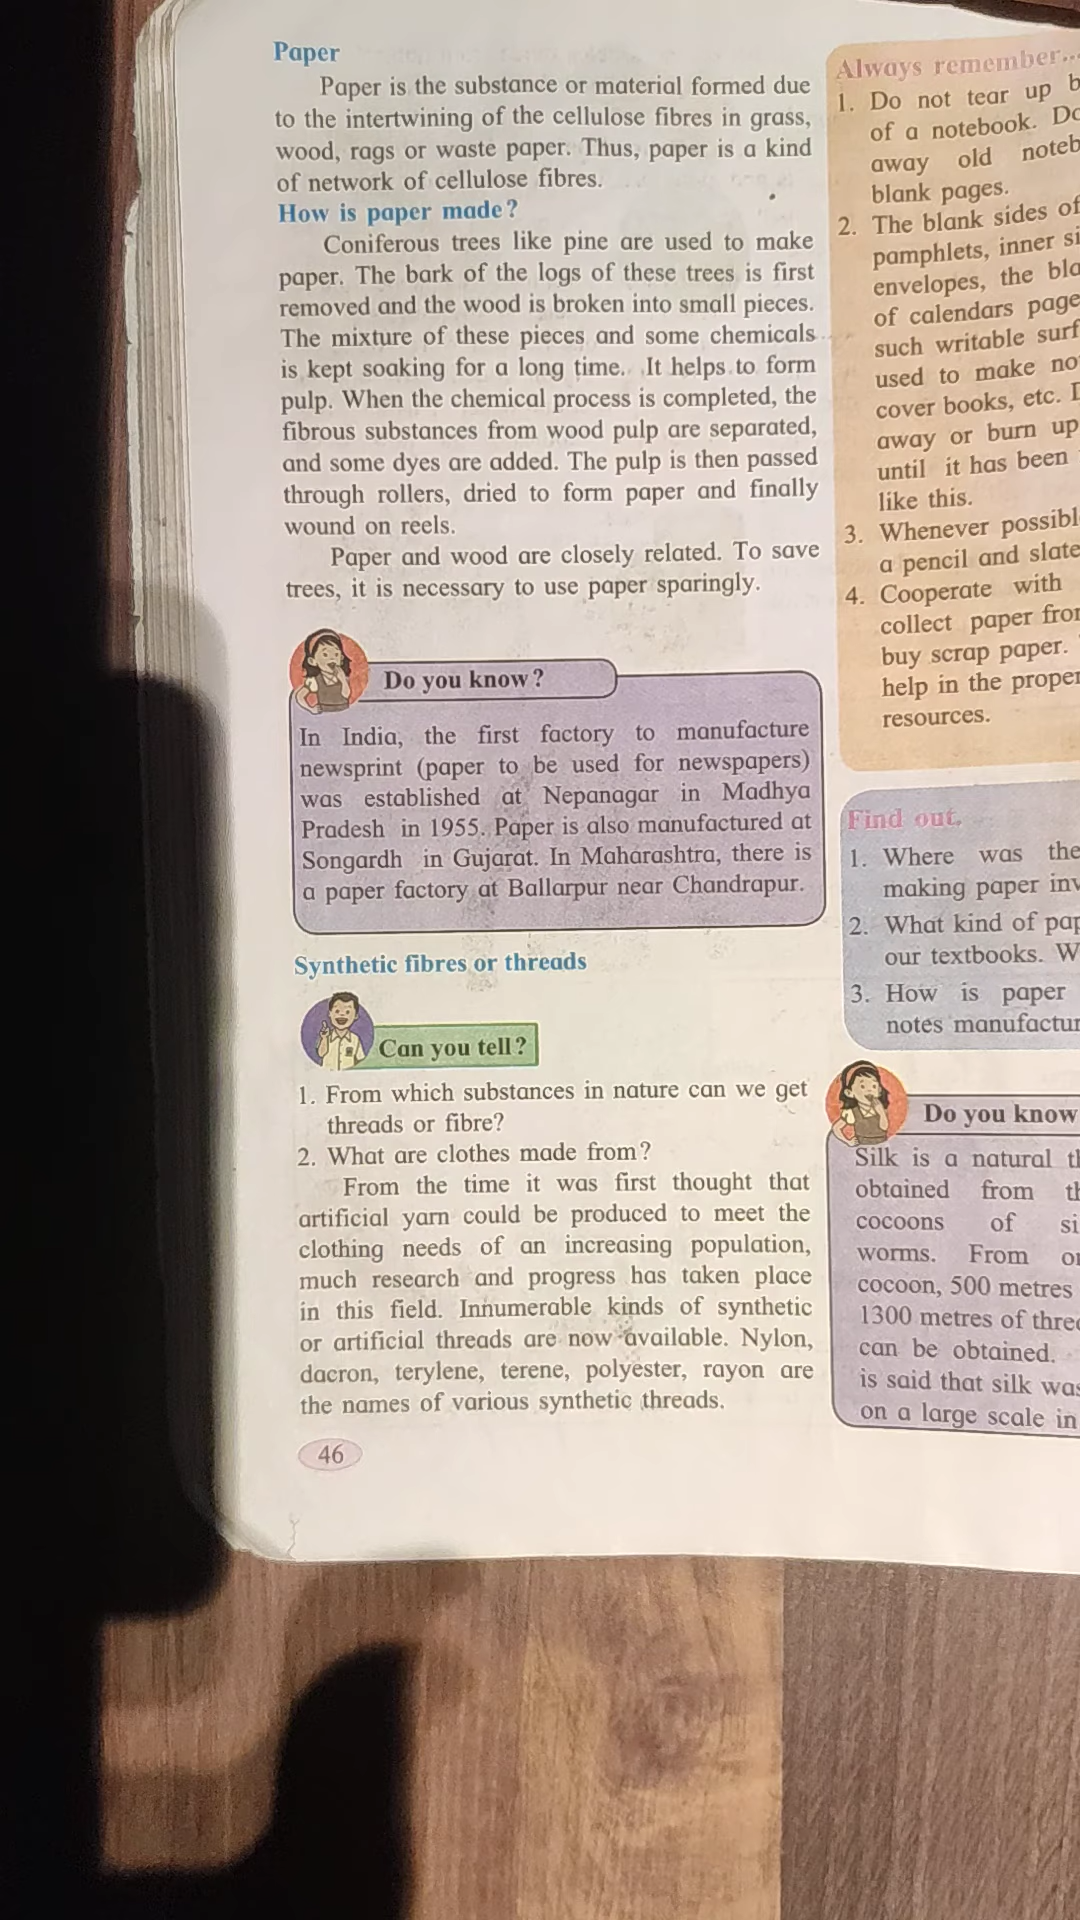 Paper
Paper is the substance or material formed due
to the intertwining of the cellulose fibres in grass,
wood, rags or waste paper. Thus, paper is a kind
of network of cellulose fibres.
How is paper made?
Coniferous trees like pine are used to make
paper. The bark of the logs of these trees is first
removed and the wood is broken into small pieces.
The mixture of these pieces and some chemicals
is kept soaking for a long time. It helps to form
pulp. When the chemical process is completed, the
fibrous substances from wood pulp are separated,
and some dyes are added. The pulp is then passed
through rollers, dried to form paper and finally
wound on reels.
Paper and wood are closely related. To save
trees, it is necessary to use paper sparingly.
Do you know?
In India, the first factory to manufacture
newsprint (paper to be used for newspapers)
was established at Nepanagar in Madhya
Pradesh in 1955. Paper is also manufactured at
Songardh in Gujarat. In Maharashtra, there is
a paper factory at Ballarpur near Chandrapur.
Synthetic fibres or threads
Can you tell?
1. From which substances in nature can we get
threads or fibre?
2. What are clothes made from?
From the time it was first thought that
artificial yarn could be produced to meet the
clothing needs of an increasing population,
much research and progress has taken place
in this field. Innumerable kinds of synthetic
or artificial threads are now available. Nylon,
dacron, terylene, terene, polyester, rayon are
the names of various synthetic threads.
46
Always remember...
1. Do not tear up
of a notebook.
away old
blank pages.
2. The blank sides of
pamphlets, inner
envelopes, the
of calendars
such writable
used to make
cover books, etc.
away or burn up
until it has been
like this.
3. Whenever
a pencil and slate
4. Cooperate with
collect paper
buy scrap paper.
help in the
resources.
Find out.
1. Where was the
making paper
2. What kind of
our textbooks.
3. How is paper
notes
Do you know
Silk is a natural
obtained from
cocoons of
worms. From
cocoon, 500 metres
1300 metres of
can be obtained.
is said that silk
on a large scale in